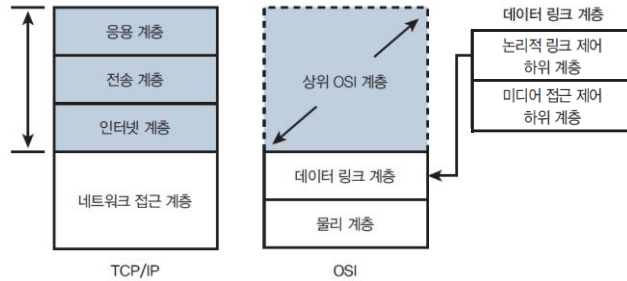 응용 계층
전송 계층
인터넷 계층
네트워크 접근 계층
TCP/IP
상위 OSI 계층
데이터 링크 계층
물리 계층
OSI
데이터 링크 계층
논리적 링크 제어
하위 계층
미디어 접근 제어
하위 계층